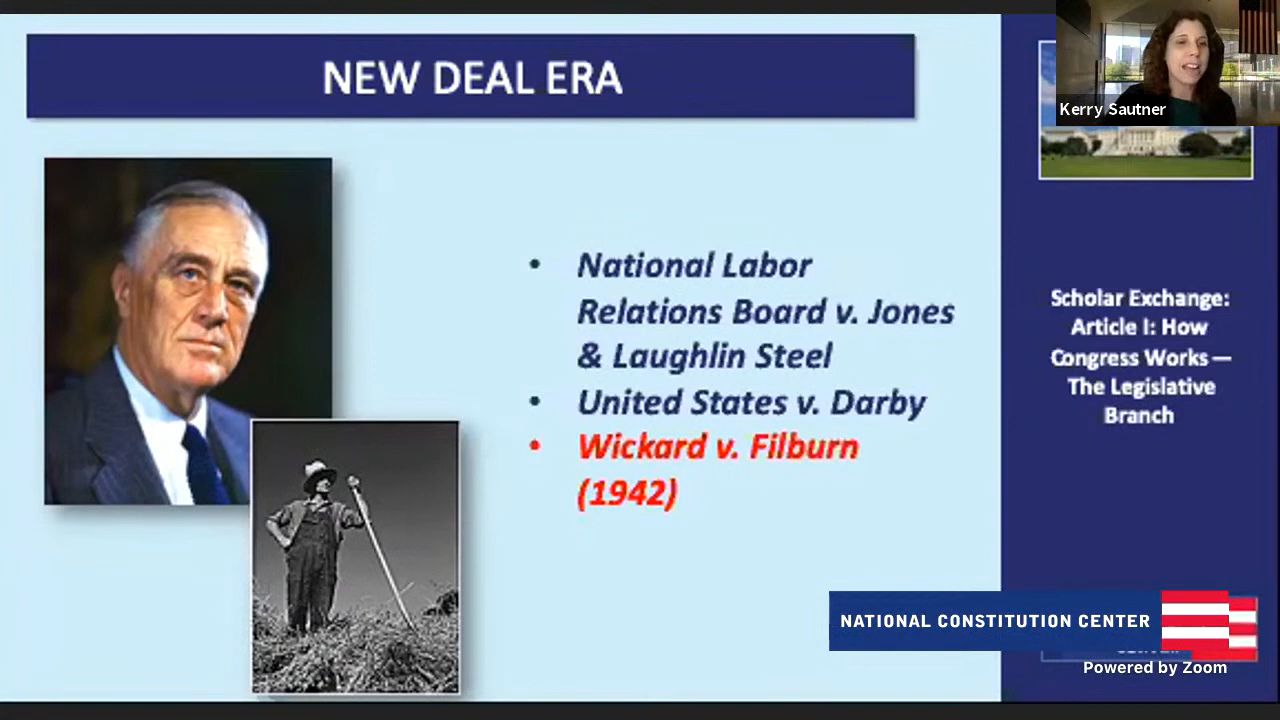 NEW DEAL ERA
• National Labor
Relations Board v. Jones
& Laughlin Steel
• United States v. Darby
• Wickard v. Filburn
(1942)
Kerry Sautner
Scholar Exchange:
Article I: How
Congress Works —
The Legislative
Branch
NATIONAL CONSTITUTION CENTER
Powered by Zoom